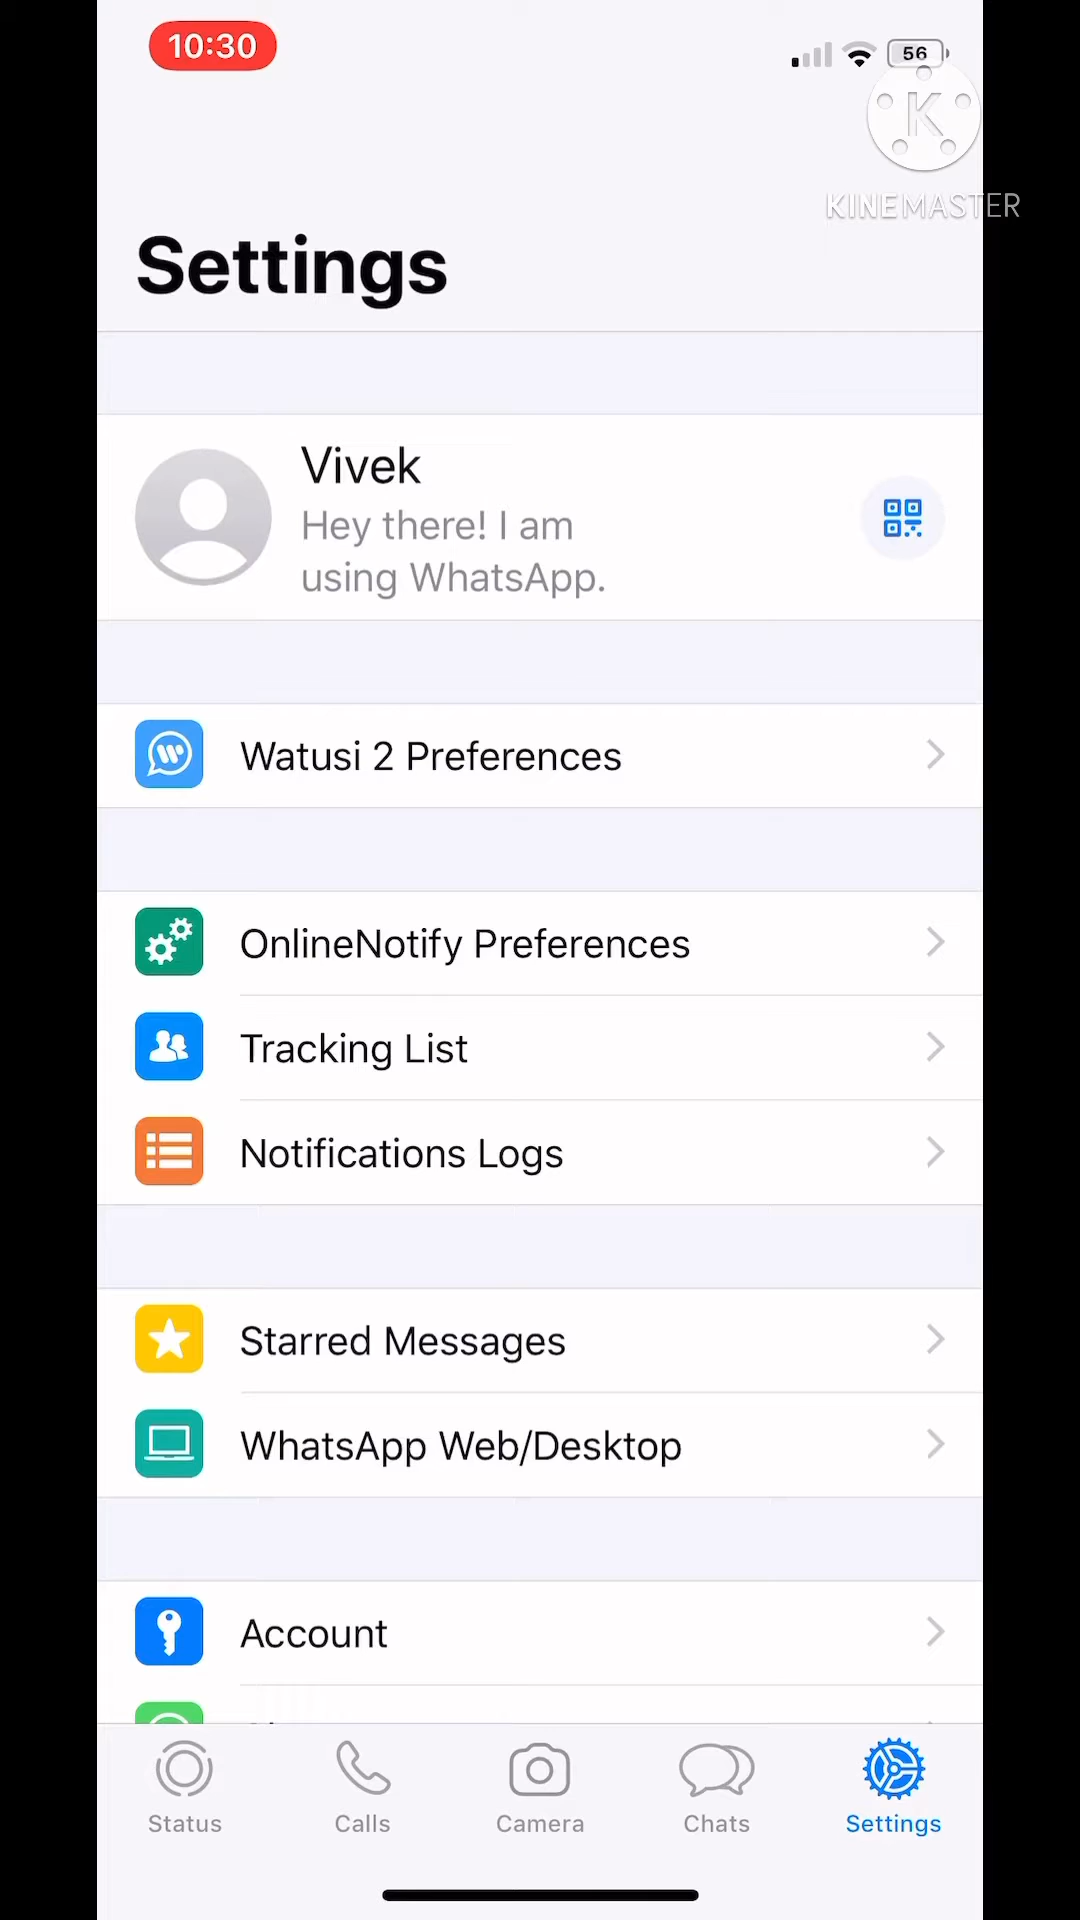 10:30
56
K
KINEMASTER
Settings
Vivek
Hey there! I am
using WhatsApp.
Watusi 2 Preferences
OnlineNotify Preferences
Tracking List
Notifications Logs
Starred Messages
WhatsApp Web/Desktop
Account
Status
Calls
Camera
Chats
Settings